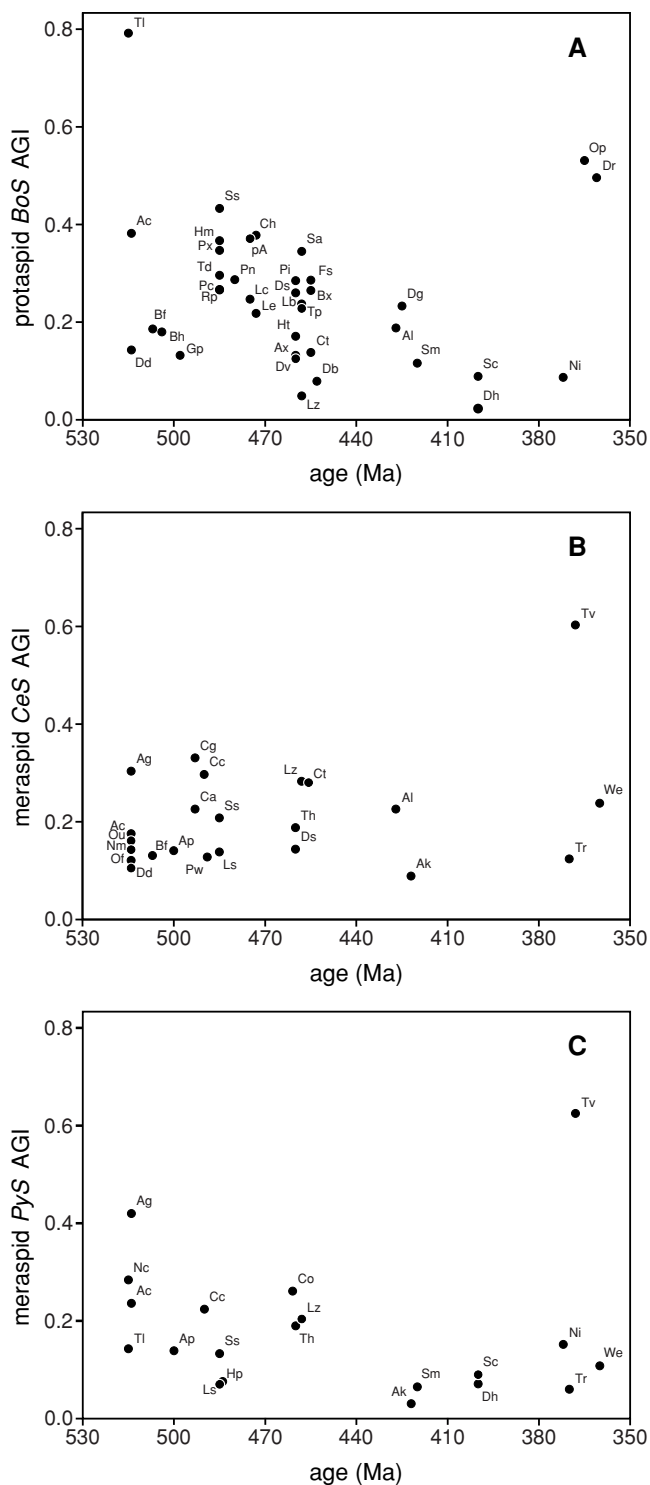 A
protaspid BoS AGI
0.8
0.6
0.4
0.2
0.0
Tl
Op
Dr
Ss
Ac
Hm
Ch
Px
pA
Sa
Td
Pn
Pi
Fs
Pc
Ds
Bx
Rp
Lc
Lb
Tp
Le
Dg
Bf
Bh
Ht
Al
Dd
Gp
Ax
Ct
Sm
Dv
Db
Sc
Ni
Lz
Dh
530 500 470 440 410 380 350
age (Ma)
B
meraspid CeS AGI
0.8
0.6
0.4
0.2
0.0
Tv
Ag
Cg
Cc
Lz
Ct
Ca
Ss
Al
We
Ac
Ou
Th
Nm
Bf
Ap
Ds
Of
Pw
Ls
Tr
Dd
Ak
530 500 470 440 410 380 350
age (Ma)
C
meraspid PyS AGI
0.8
0.6
0.4
0.2
0.0
Tv
Ag
Nc
Co
Ac
Cc
Lz
Tl
Ap
Ss
Th
Ni
We
Hp
Ls
Sm
Sc
Tr
Ak
Dh
530 500 470 440 410 380 350
age (Ma)